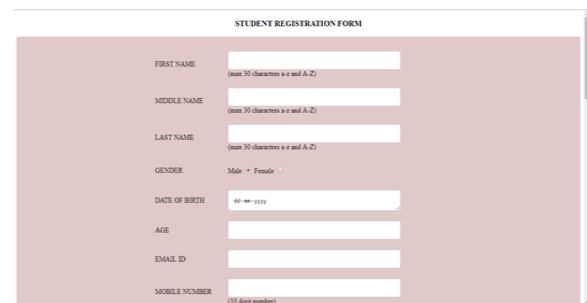 STUDENT REGISTRATION FORM
FIRST NAME
(max 30 characters a-z and A-Z)
MIDDLE NAME
(max 30 characters a-z and A-Z)
LAST NAME
(max 30 characters a-z and A-Z)
GENDER Male Female
DATE OF BIRTH dd-mm-yyyy
AGE
EMAIL ID
MOBILE NUMBER
(10 digit number)